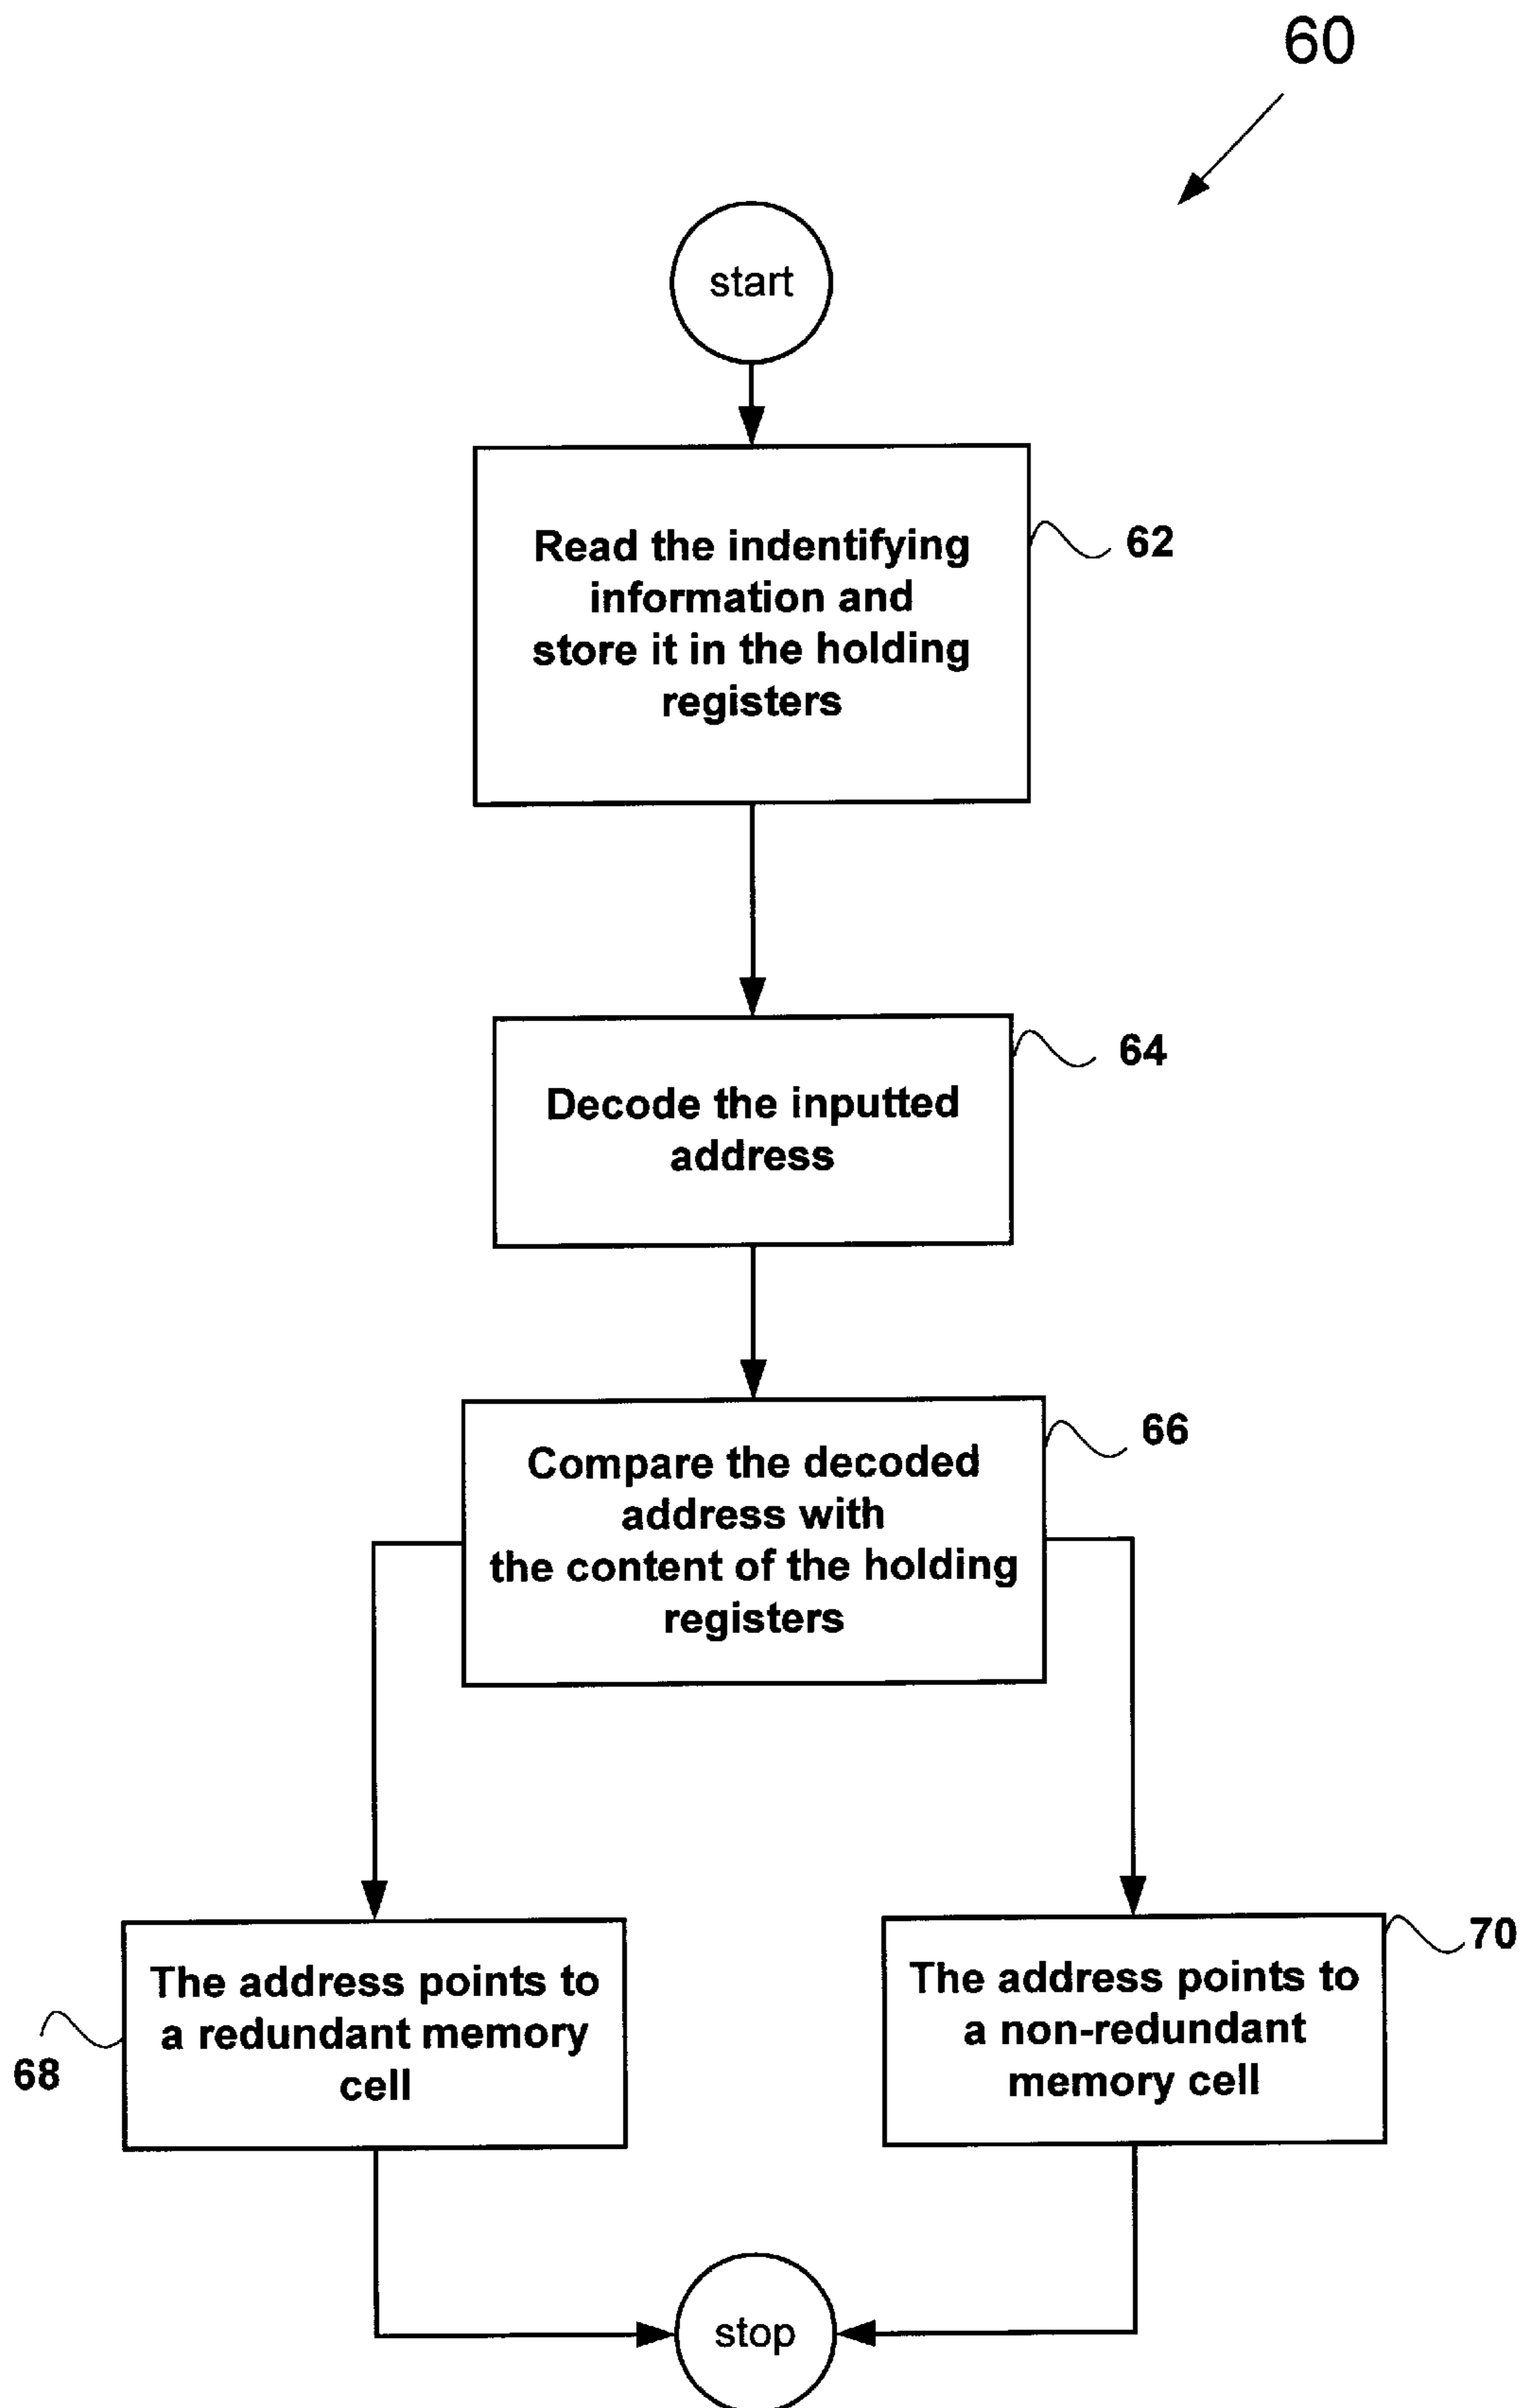 60
start
Read the indentifying
information and
store it in the holding
registers
62
Decode the inputted
address
64
Compare the decoded
address with
the content of the holding
registers
66
The address points to
a redundant memory
cell
68
The address points to
a non-redundant
memory cell
70
stop